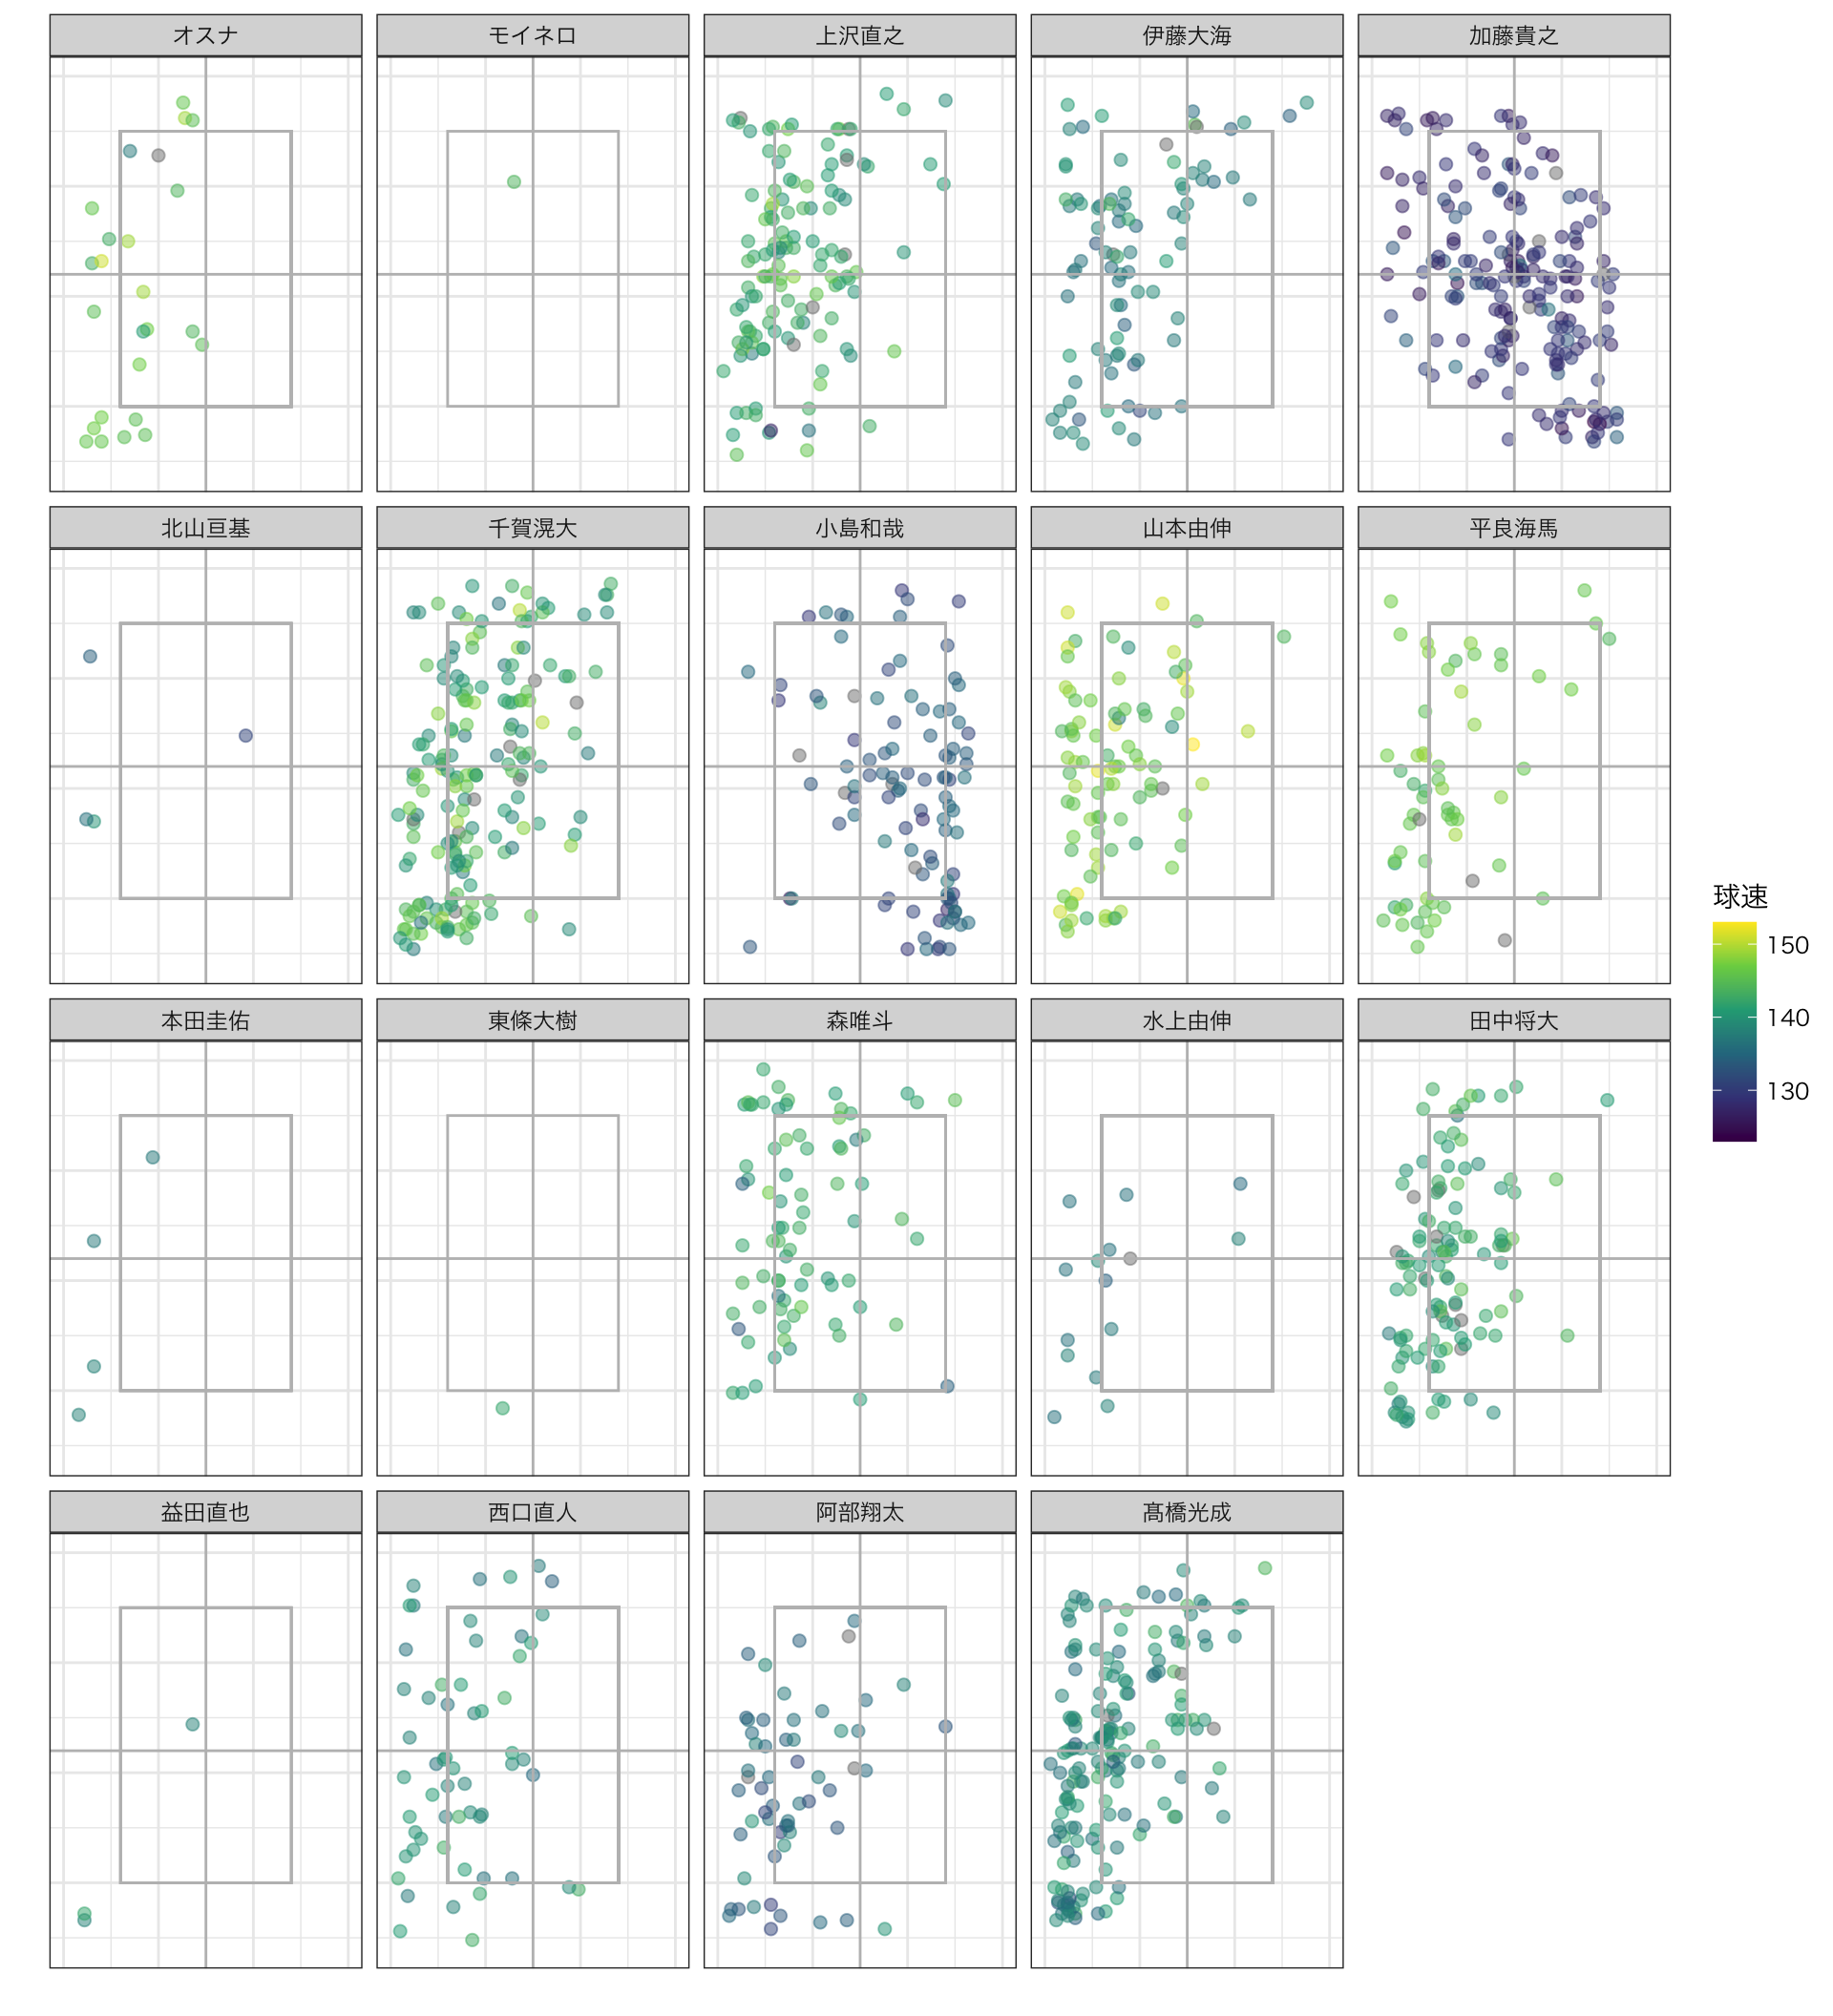 オスナ
モイネロ
上沢直之
伊藤大海
加藤貴之
北山亘基
千賀滉大
小島和哉
山本由伸
平良海馬
本田圭佑
東條大樹
森唯斗
水上由伸
田中将大
益田直也
西口直人
阿部翔太
髙橋光成
球速
150
140
130